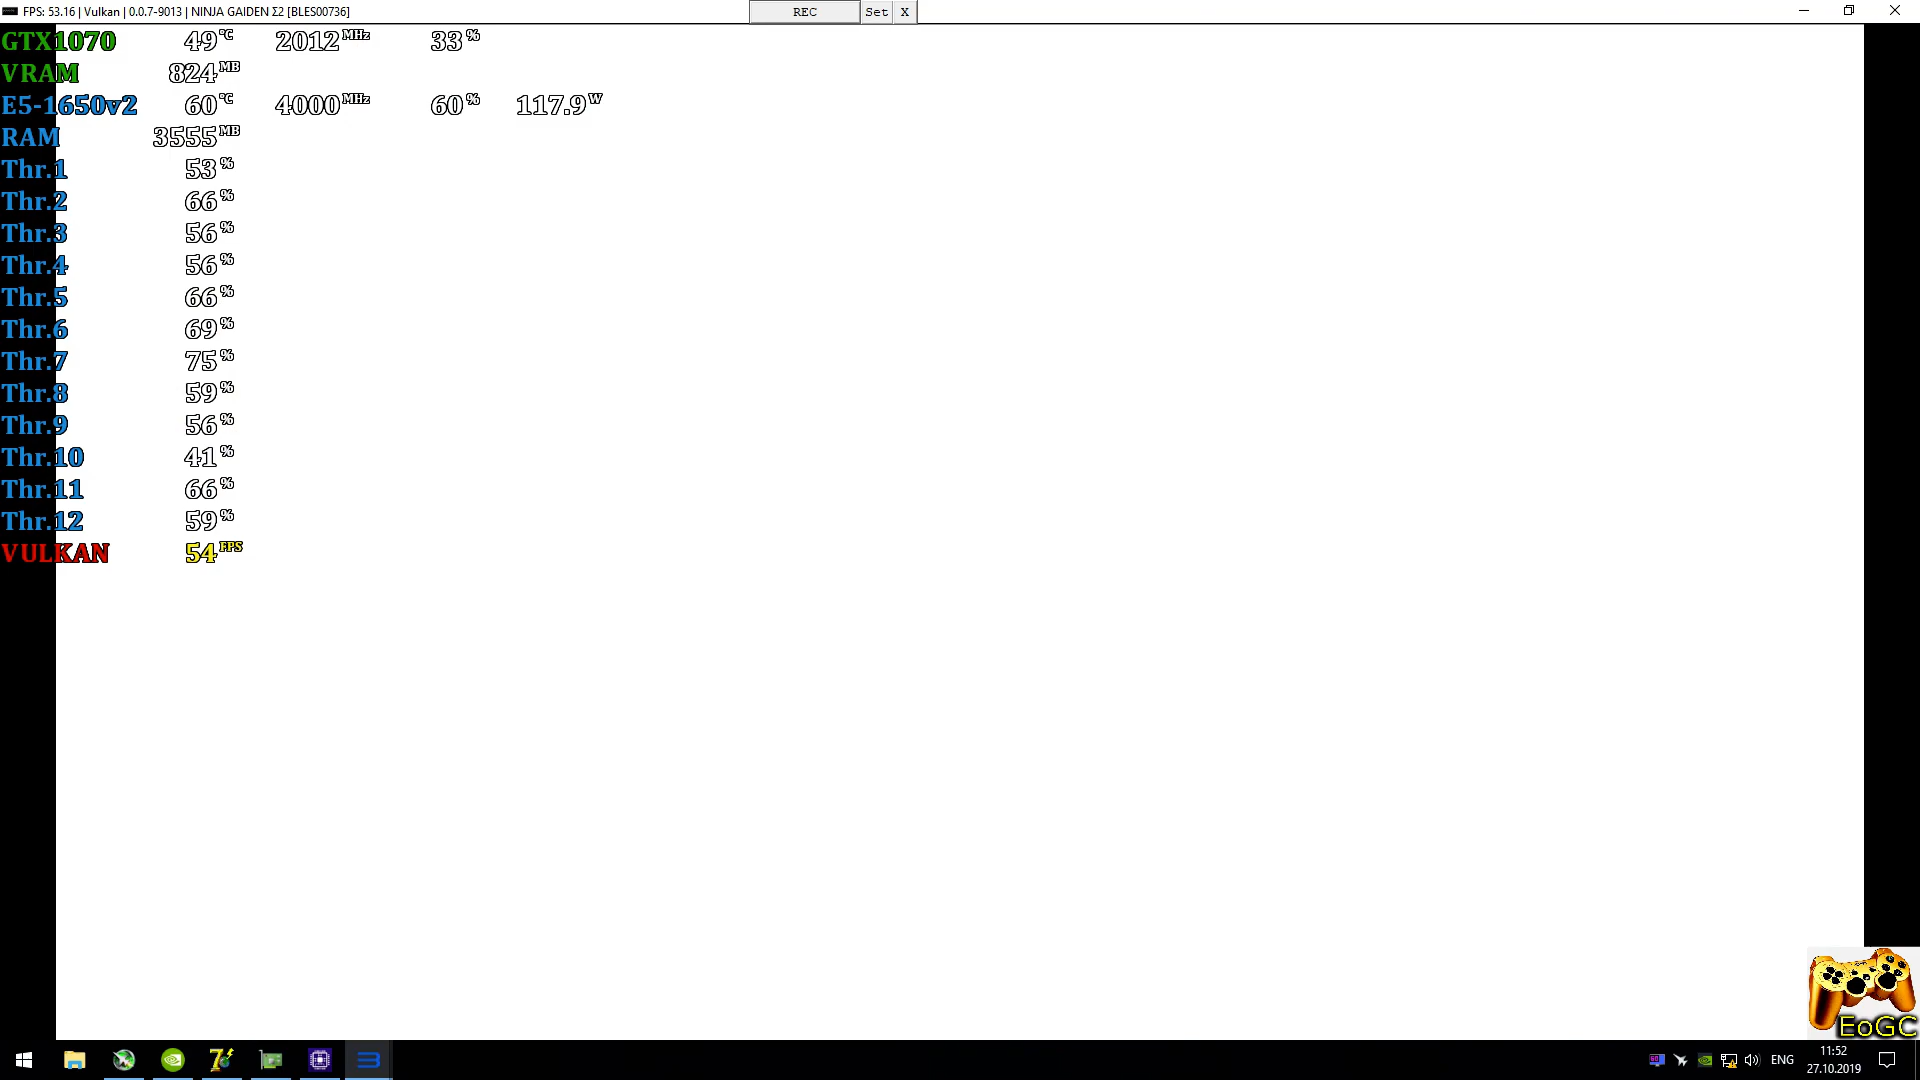 FPS: 53.16 | Vulkan | 0.0.7-9013 | NINJA GAIDEN Σ2 [BLES00736]
REC Set X
GTX1070 49°C 2012MHz 33%
VRAM 824MB
E5-1650v2 60°C 4000MHz 60% 117.9W
RAM 3555MB
Thr.1 53%
Thr.2 66%
Thr.3 56%
Thr.4 56%
Thr.5 66%
Thr.6 69%
Thr.7 75%
Thr.8 59%
Thr.9 56%
Thr.10 41%
Thr.11 66%
Thr.12 59%
VULKAN 54FPS
EoGC
ENG
11:52
27.10.2019